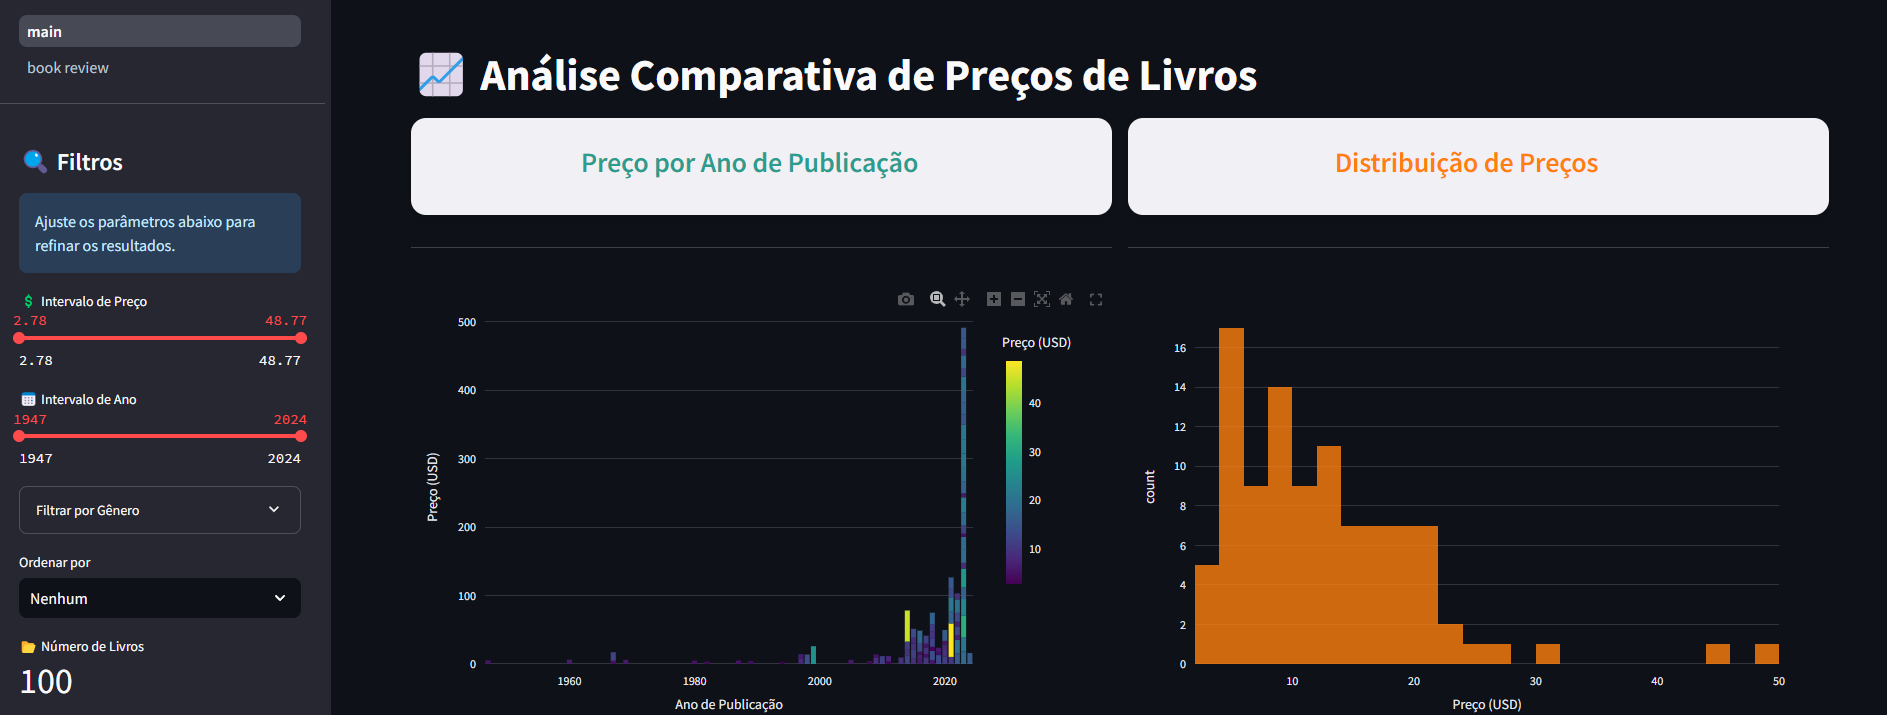 main
book review
Filtros
Ajuste os parâmetros abaixo para
refinar os resultados.
Intervalo de Preço
2.78 48.77
2.78 48.77
Intervalo de Ano
1947 2024
1947 2024
Filtrar por Gênero
Ordenar por
Nenhum
Número de Livros
100
Análise Comparativa de Preços de Livros
Preço por Ano de Publicação
Distribuição de Preços
Preço (USD)
500
400
300
200
100
0
1960 1980 2000 2020
Ano de Publicação
Preço (USD)
40
30
20
10
count
16
14
12
10
8
6
4
2
0
10 20 30 40 50
Preço (USD)